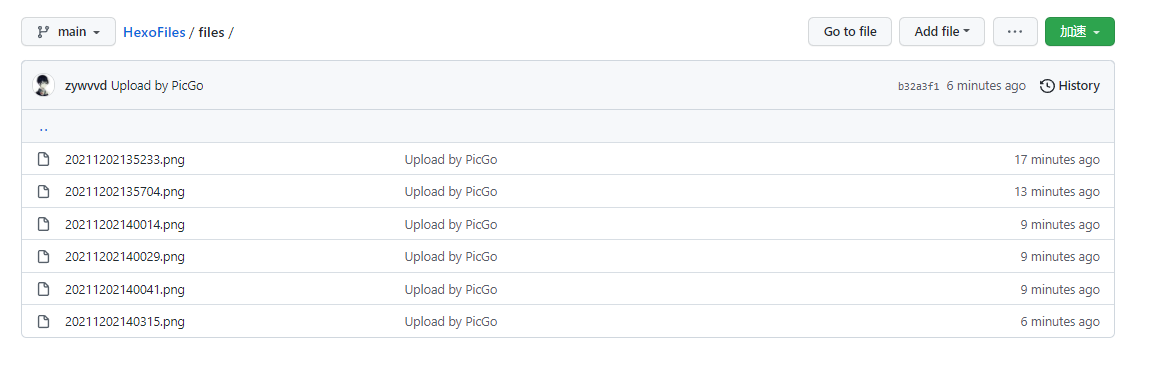 main HexoFiles / files / Go to file Add file ··· 加速
zywvvd Upload by PicGo b32a3f1 6 minutes ago History
..
20211202135233.png Upload by PicGo 17 minutes ago
20211202135704.png Upload by PicGo 13 minutes ago
20211202140014.png Upload by PicGo 9 minutes ago
20211202140029.png Upload by PicGo 9 minutes ago
20211202140041.png Upload by PicGo 9 minutes ago
20211202140315.png Upload by PicGo 6 minutes ago